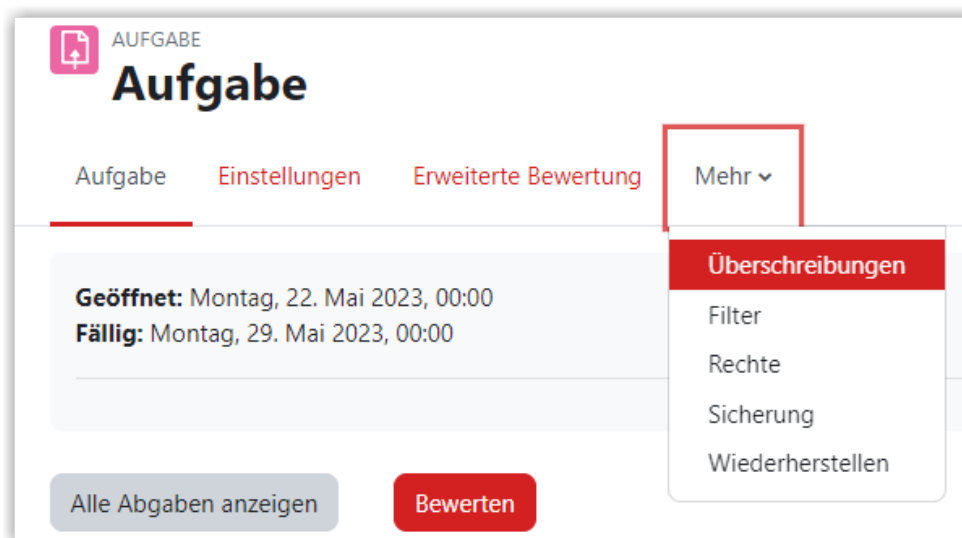 AUFGABE
Aufgabe
Aufgabe Einstellungen Erweiterte Bewertung Mehr
Überschreibungen
Filter
Rechte
Sicherung
Wiederherstellen
Geöffnet: Montag, 22. Mai 2023, 00:00
Fällig: Montag, 29. Mai 2023, 00:00
Alle Abgaben anzeigen Bewerten